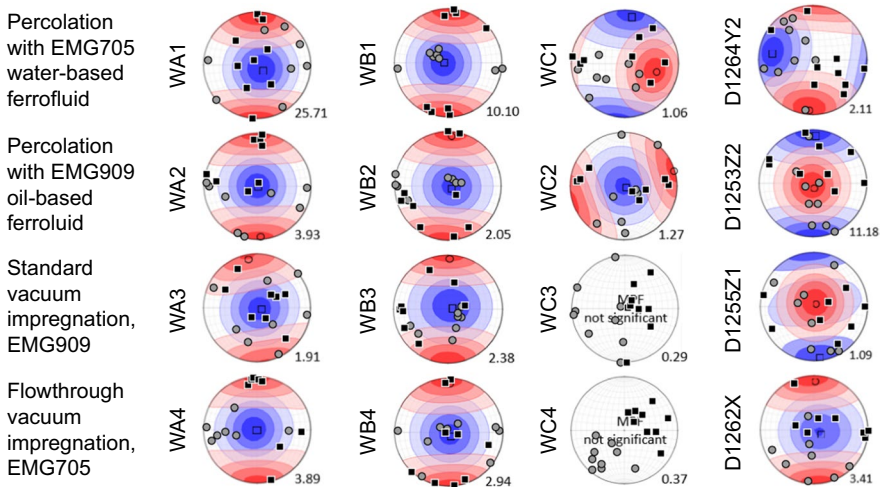 Percolation
with EMG705
water-based
ferrofluid
WA1
25.71
WB1
10.10
WC1
1.06
D1264Y2
2.11
Percolation
with EMG909
oil-based
ferroluid
WA2
3.93
WB2
2.05
WC2
1.27
D1253Z2
11.18
Standard
vacuum
impregnation,
EMG909
WA3
1.91
WB3
2.38
WC3
MPF
not significant
0.29
D1255Z1
1.09
Flowthrough
vacuum
impregnation,
EMG705
WA4
3.89
WB4
2.94
WC4
MPF
not significant
0.37
D1262X
3.41